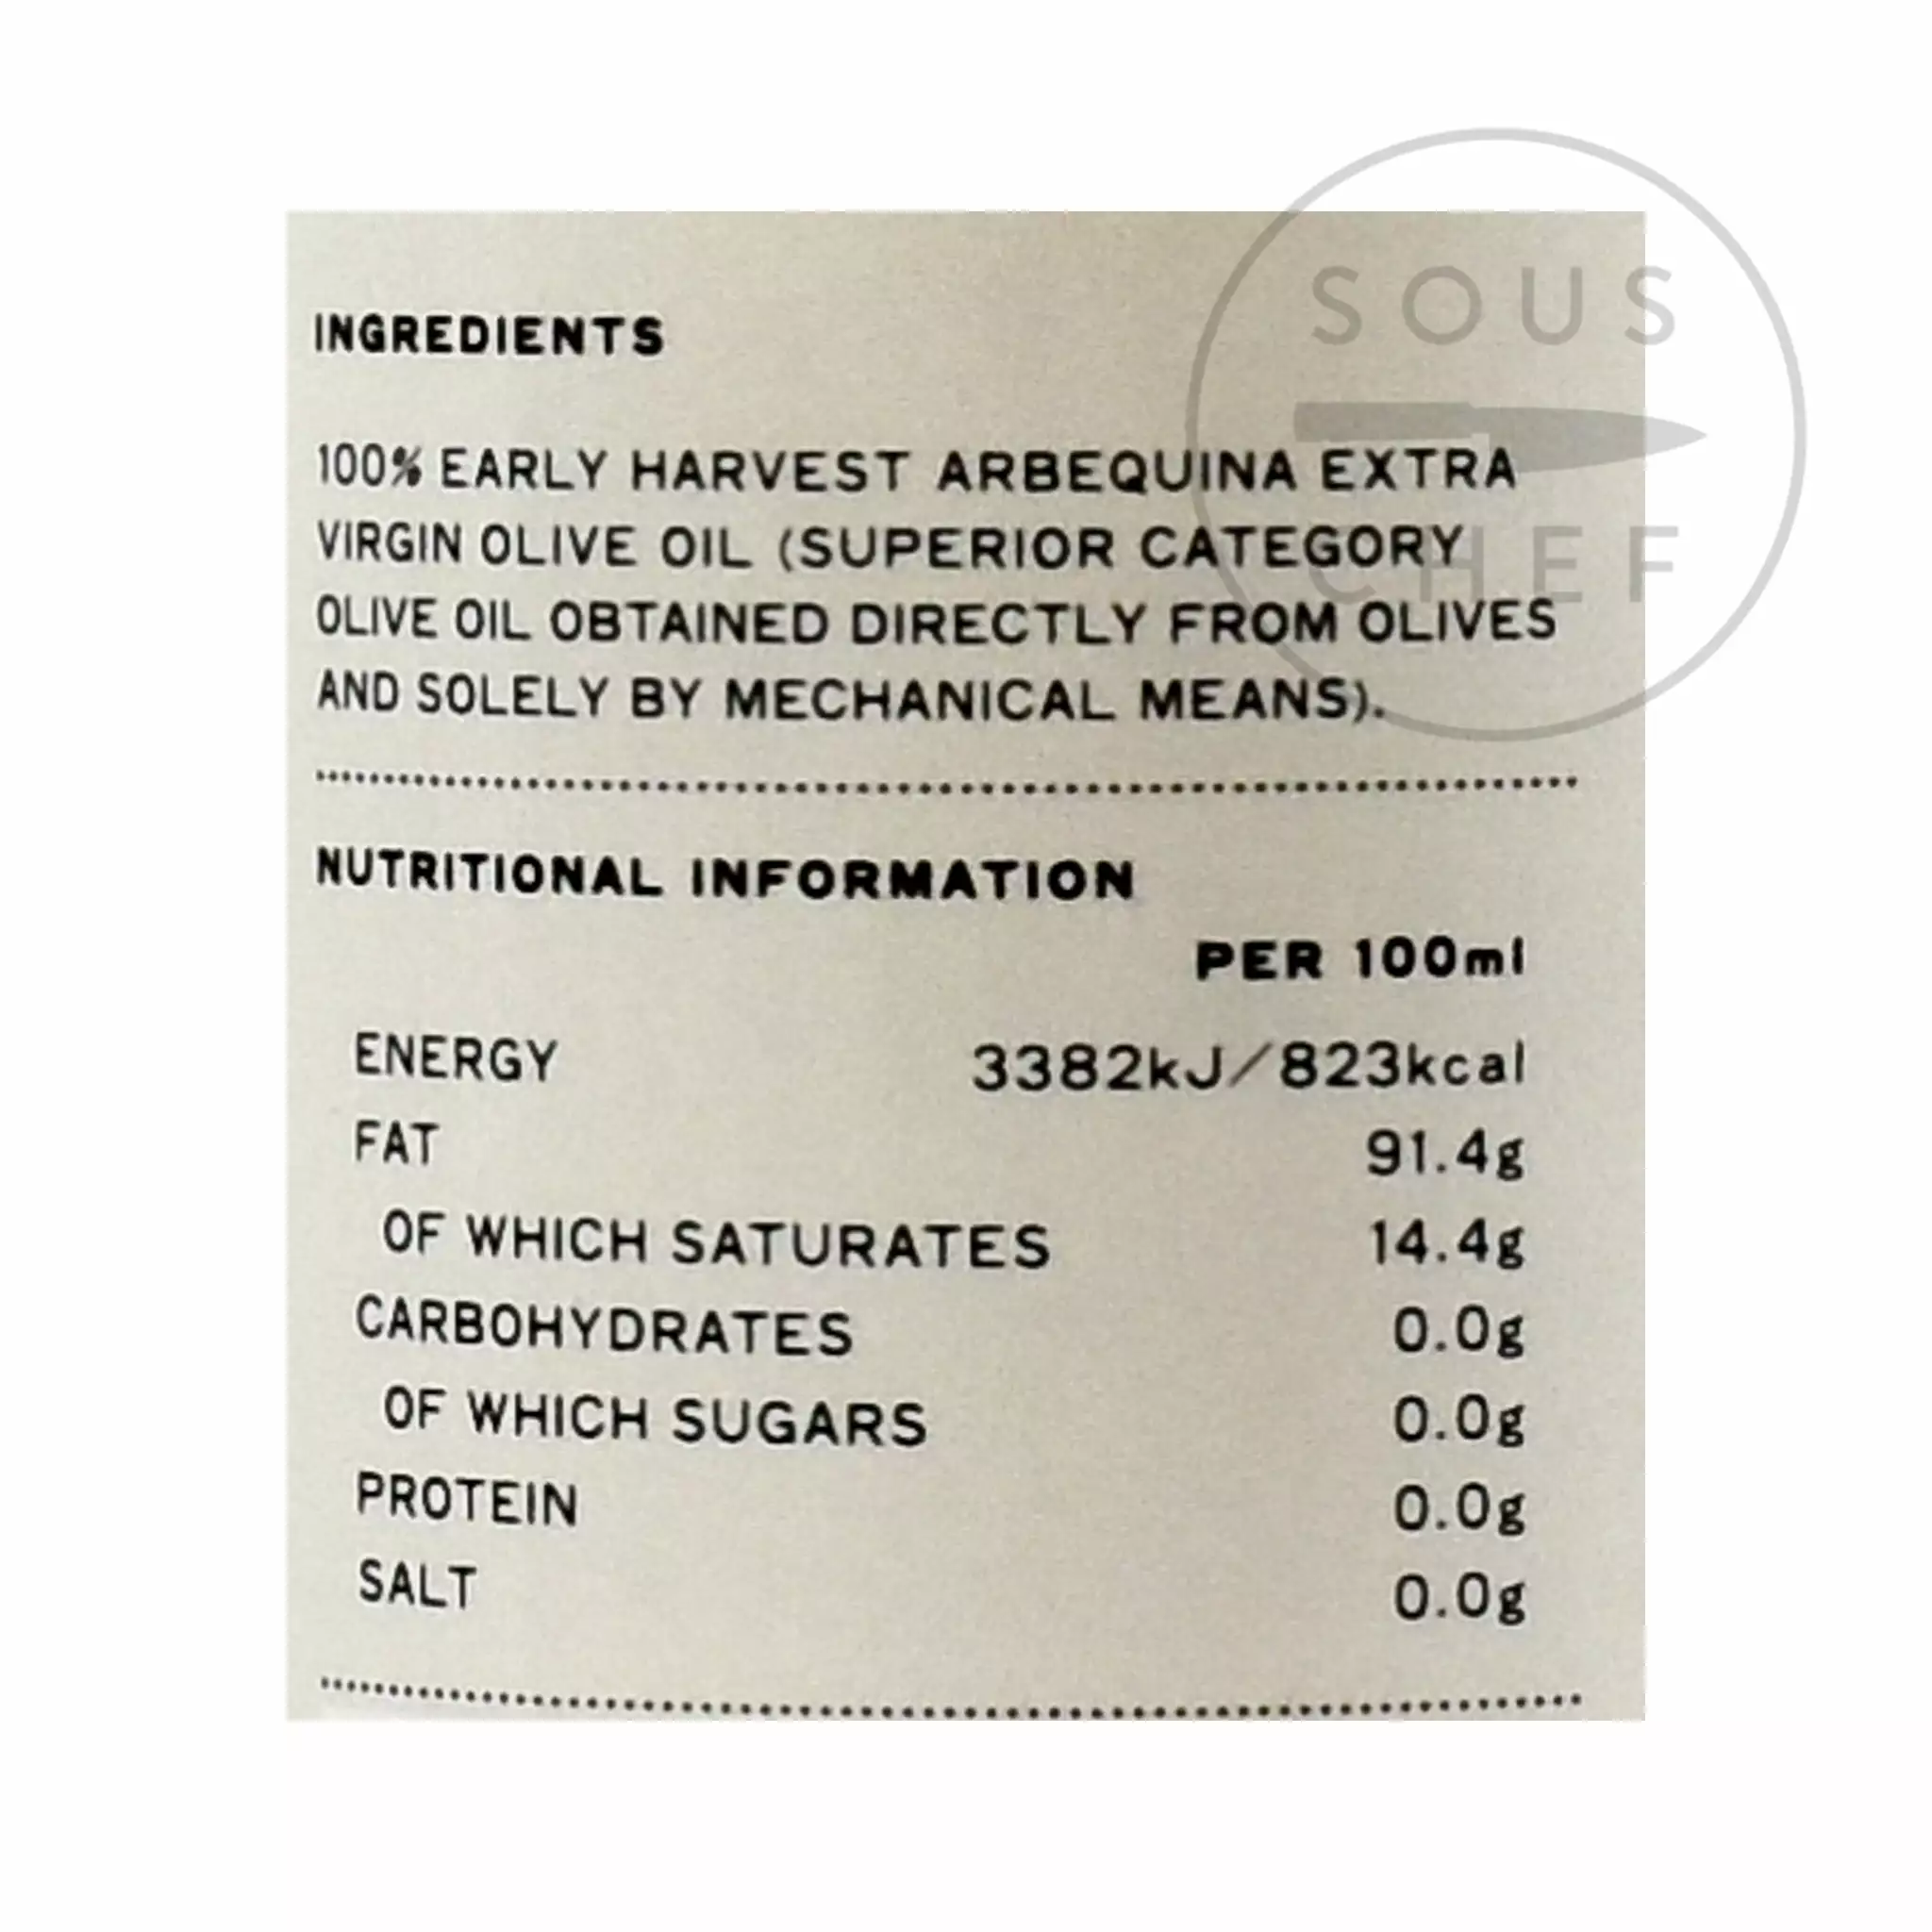 SOUS
CHEF
INGREDIENTS
100% EARLY HARVEST ARBEQUINA EXTRA
VIRGIN OLIVE OIL (SUPERIOR CATEGORY
OLIVE OIL OBTAINED DIRECTLY FROM OLIVES
AND SOLELY BY MECHANICAL MEANS).
NUTRITIONAL INFORMATION
PER 100ml
ENERGY 3382kJ/823kcal
FAT 91.4g
OF WHICH SATURATES 14.4g
CARBOHYDRATES 0.0g
OF WHICH SUGARS 0.0g
PROTEIN 0.0g
SALT 0.0g